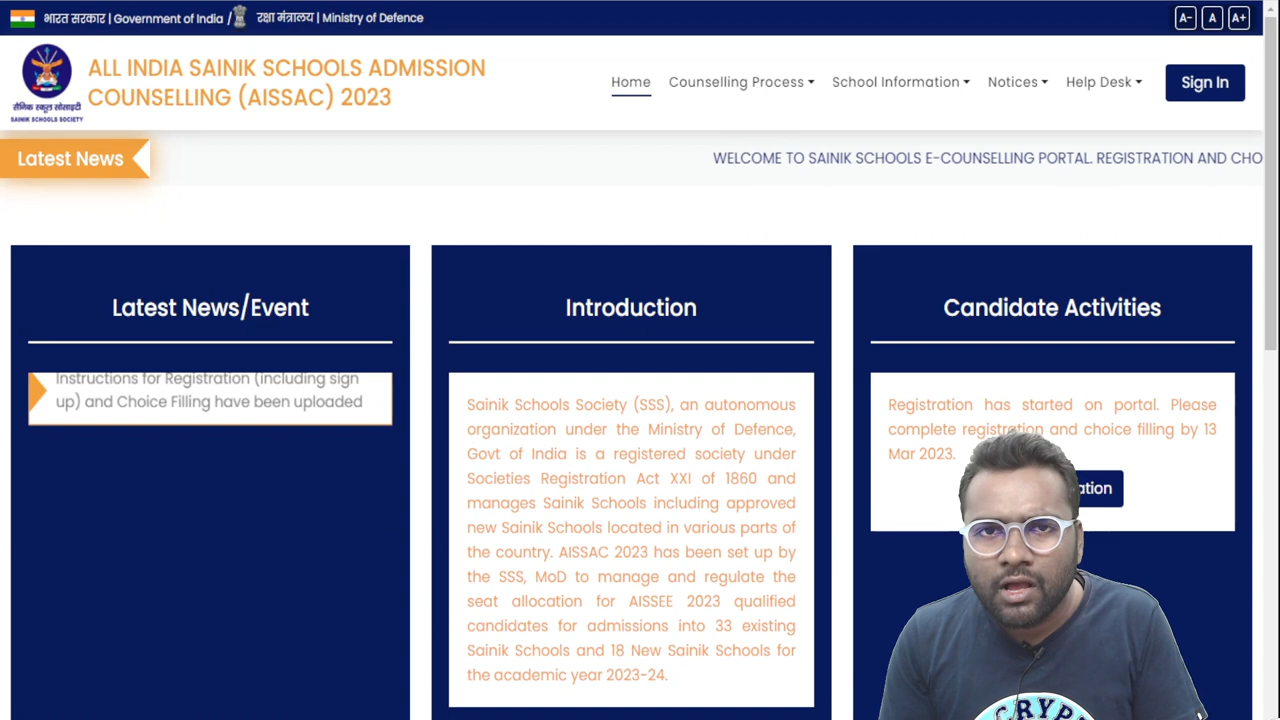 भारत सरकार | Government of India / रक्षा मंत्रालय | Ministry of Defence
A- A A+
सैनिक स्कूल सोसाइटी
SAINIK SCHOOLS SOCIETY
ALL INDIA SAINIK SCHOOLS ADMISSION
COUNSELLING (AISSAC) 2023
Home Counselling Process School Information Notices Help Desk Sign In
Latest News
WELCOME TO SAINIK SCHOOLS E-COUNSELLING PORTAL. REGISTRATION AND CHO
Latest News/Event
Instructions for Registration (including sign
up) and Choice Filling have been uploaded
Introduction
Sainik Schools Society (SSS), an autonomous
organization under the Ministry of Defence,
Govt of India is a registered society under
Societies Registration Act XXI of 1860 and
manages Sainik Schools including approved
new Sainik Schools located in various parts of
the country. AISSAC 2023 has been set up by
the SSS, MoD to manage and regulate the
seat allocation for AISSEE 2023 qualified
candidates for admissions into 33 existing
Sainik Schools and 18 New Sainik Schools for
the academic year 2023-24.
Candidate Activities
Registration has started on portal. Please
complete registration and choice filling by 13
Mar 2023.
ation
CRYP